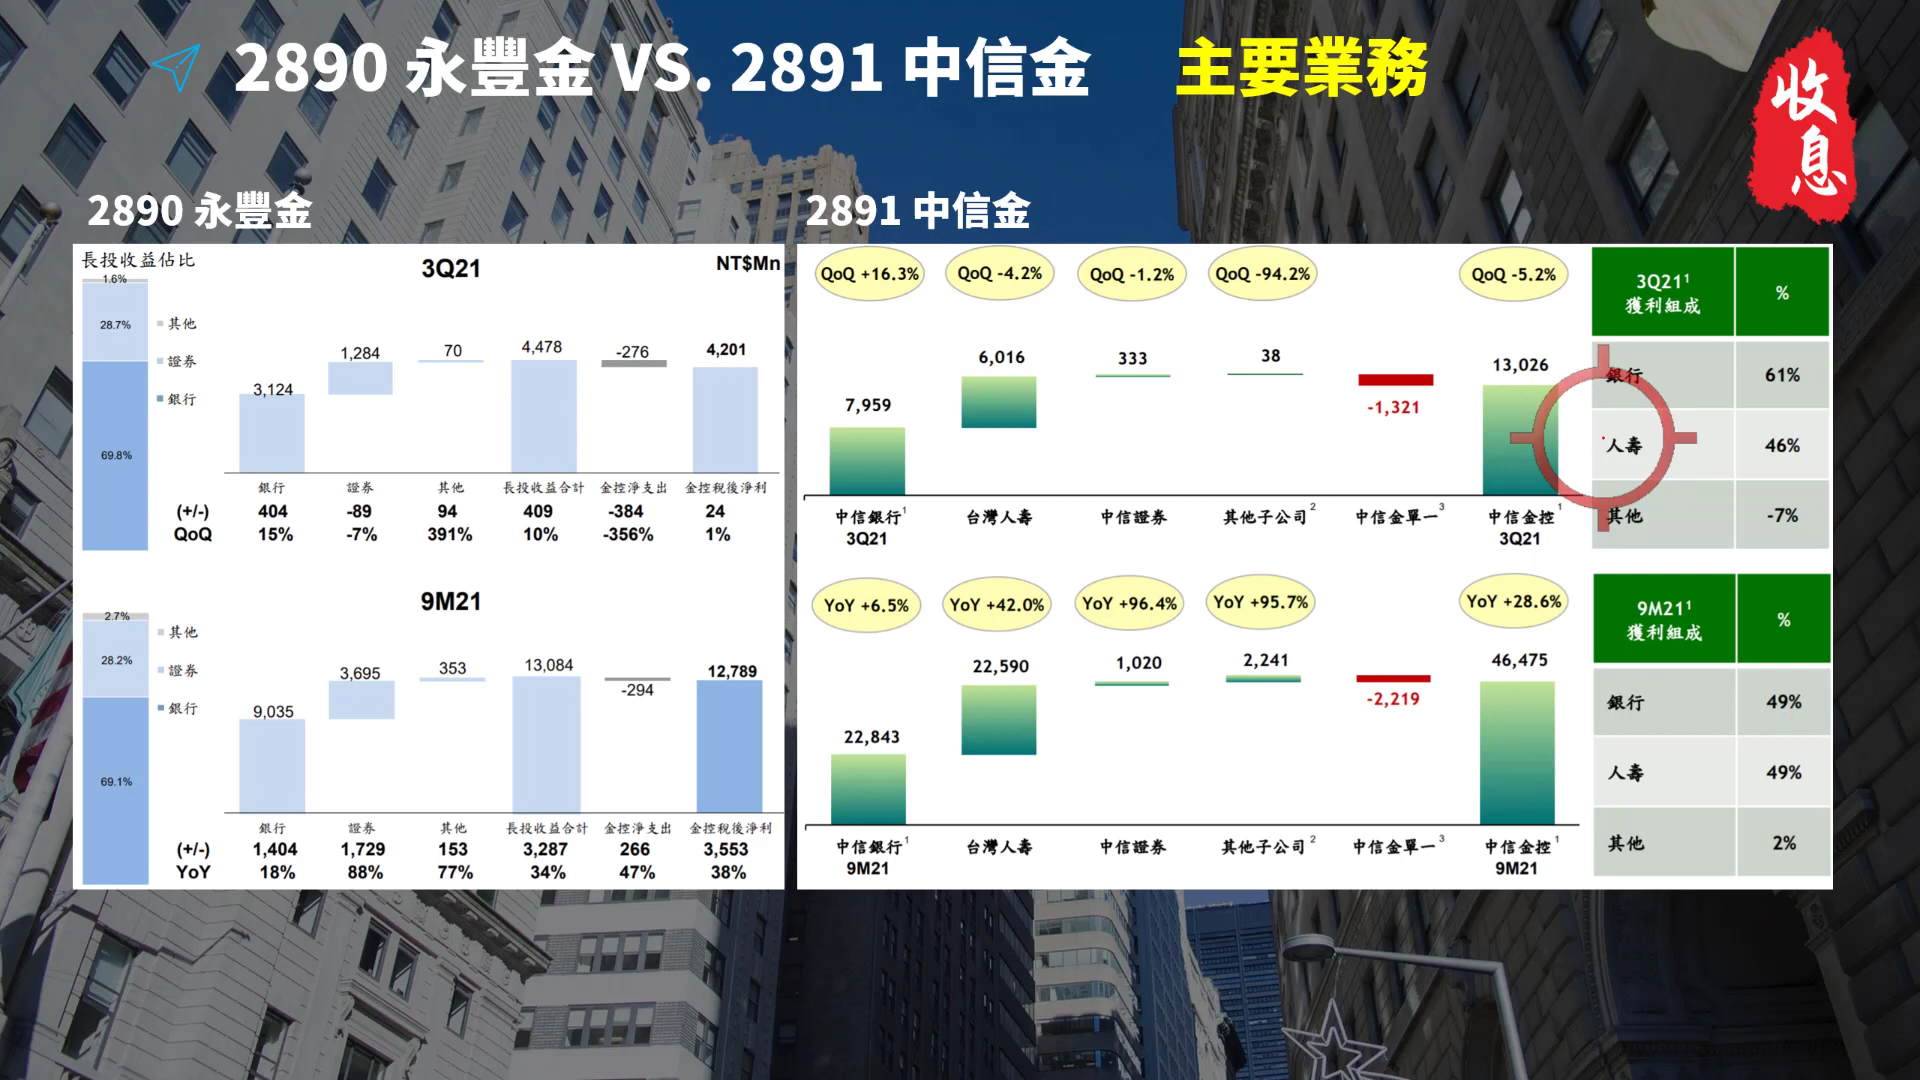 2890 永豐金 VS. 2891 中信金 主要業務
收息
2890 永豐金
長投收益佔比
3Q21
NT$Mn
1.6%
28.7%
69.8%
其他
證券
銀行
3,124
1,284
70
4,478
-276
4,201
銀行 證券 其他 長投收益合計 金控淨支出 金控稅後淨利
(+/-) 404 -89 94 409 -384 24
QoQ 15% -7% 391% 10% -356% 1%
9M21
2.7%
28.2%
69.1%
其他
證券
銀行
9,035
3,695
353
13,084
-294
12,789
銀行 證券 其他 長投收益合計 金控淨支出 金控稅後淨利
(+/-) 1,404 1,729 153 3,287 266 3,553
YoY 18% 88% 77% 34% 47% 38%
2891 中信金
QoQ +16.3% QoQ -4.2% QoQ -1.2% QoQ -94.2% QoQ -5.2%
7,959
6,016
333
38
-1,321
13,026
中信銀行1 台灣人壽 中信證券 其他子公司2 中信金單一3 中信金控1
3Q21 3Q21
3Q211 %
獲利組成
銀行 61%
人壽 46%
其他 -7%
YoY +6.5% YoY +42.0% YoY +96.4% YoY +95.7% YoY +28.6%
22,843
22,590
1,020
2,241
-2,219
46,475
中信銀行1 台灣人壽 中信證券 其他子公司2 中信金單一3 中信金控1
9M21 9M21
9M211 %
獲利組成
銀行 49%
人壽 49%
其他 2%